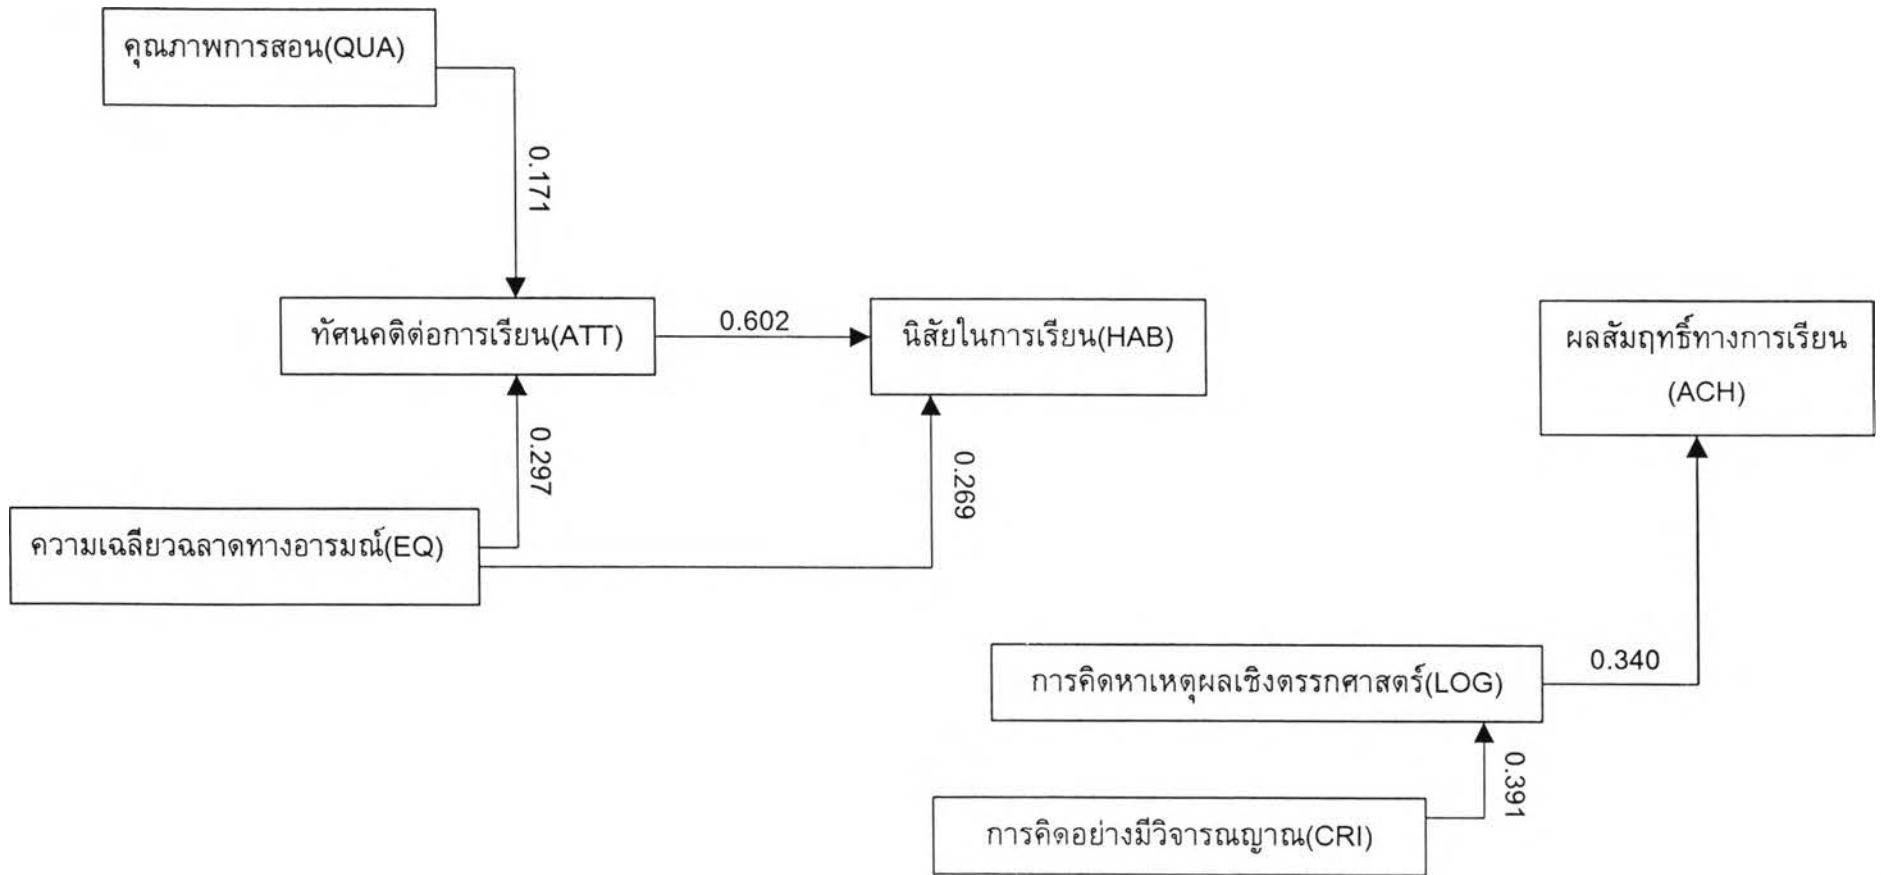 คุณภาพการสอน(QUA)
0.171
ทัศนคติต่อการเรียน(ATT)
0.602
นิสัยในการเรียน(HAB)
ผลสัมฤทธิ์ทางการเรียน
(ACH)
0.297
0.269
ความเฉลียวฉลาดทางอารมณ์(EQ)
การคิดหาเหตุผลเชิงตรรกศาสตร์(LOG)
0.340
0.391
การคิดอย่างมีวิจารณญาณ(CRI)